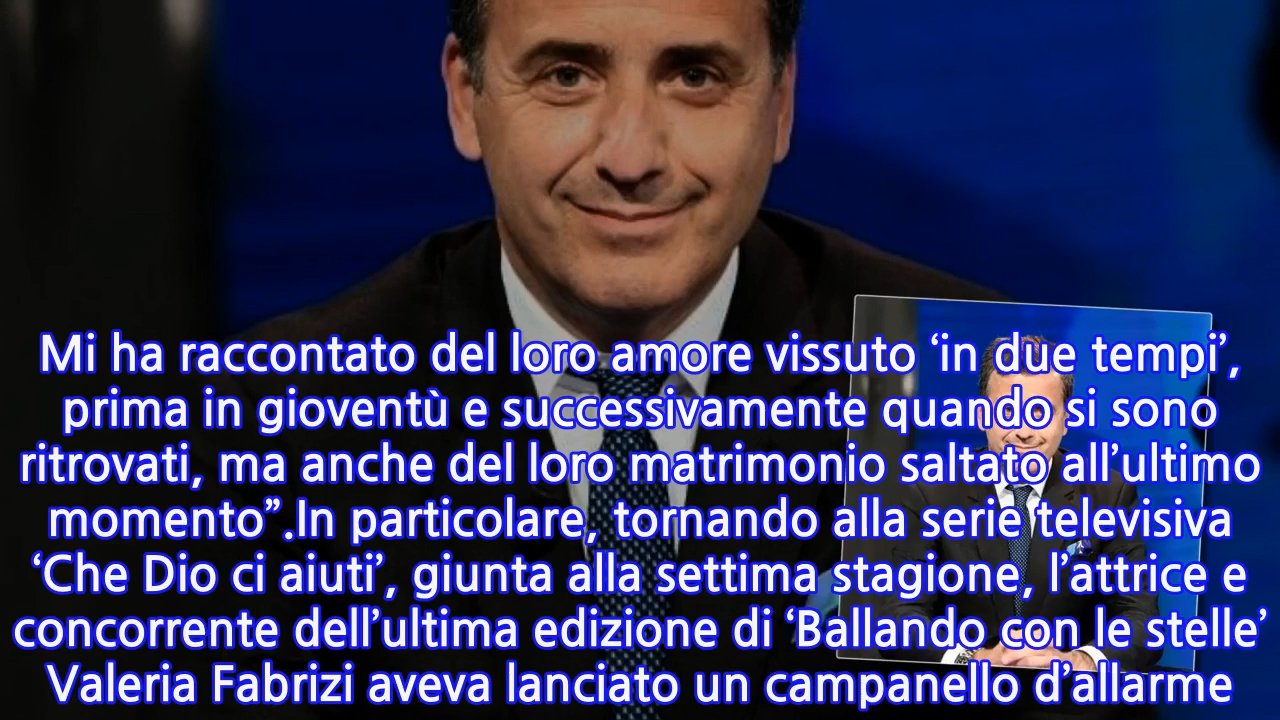 Mi ha raccontato del loro amore vissuto ‘in due tempi’,
prima in gioventù e successivamente quando si sono
ritrovati, ma anche del loro matrimonio saltato all’ultimo
momento”.In particolare, tornando alla serie televisiva
‘Che Dio ci aiuti’, giunta alla settima stagione, l’attrice e
concorrente dell’ultima edizione di ‘Ballando con le stelle’
Valeria Fabrizi aveva lanciato un campanello d’allarme